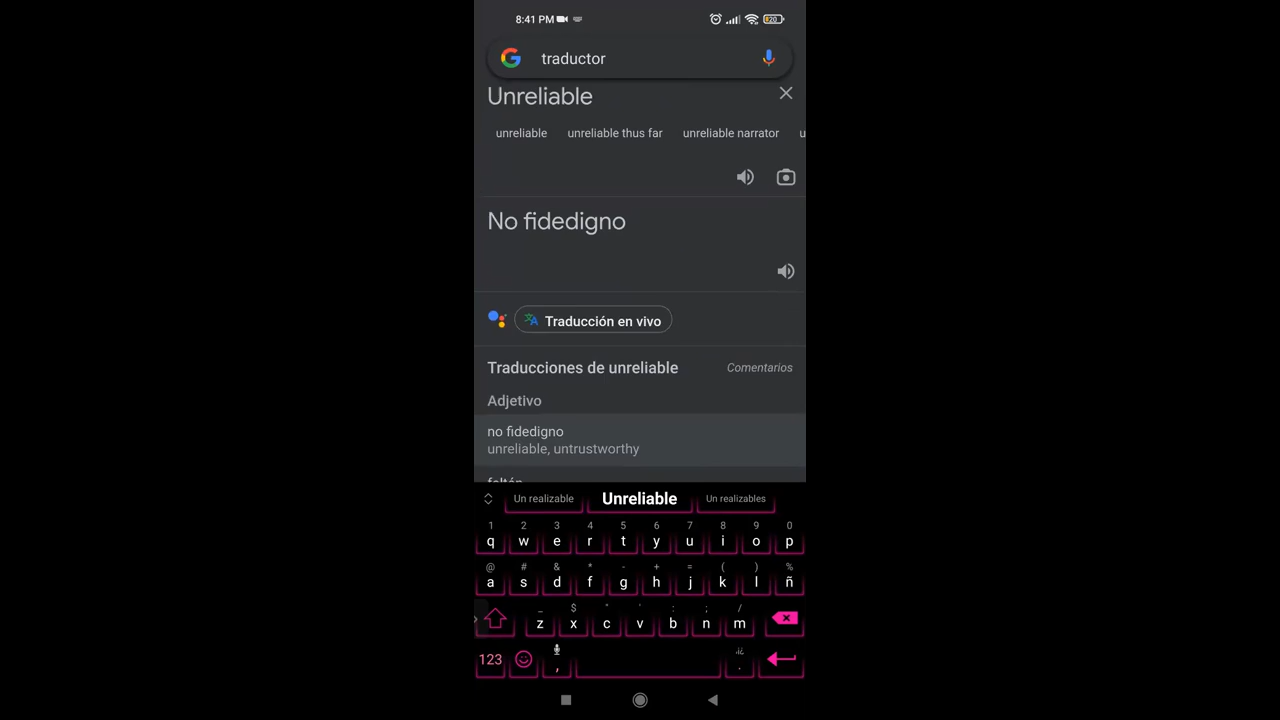 8:41 PM 20
traductor
Unreliable
unreliable unreliable thus far unreliable narrator u
No fidedigno
Traducción en vivo
Traducciones de unreliable Comentarios
Adjetivo
no fidedigno
unreliable, untrustworthy
Un realizable Unreliable Un realizables
1 2 3 4 5 6 7 8 9 0
q w e r t y u i o p
@ # & * - + = ( ) %
a s d f g h j k l ñ
_ $ " ' : ; /
z x c v b n m
123 , .